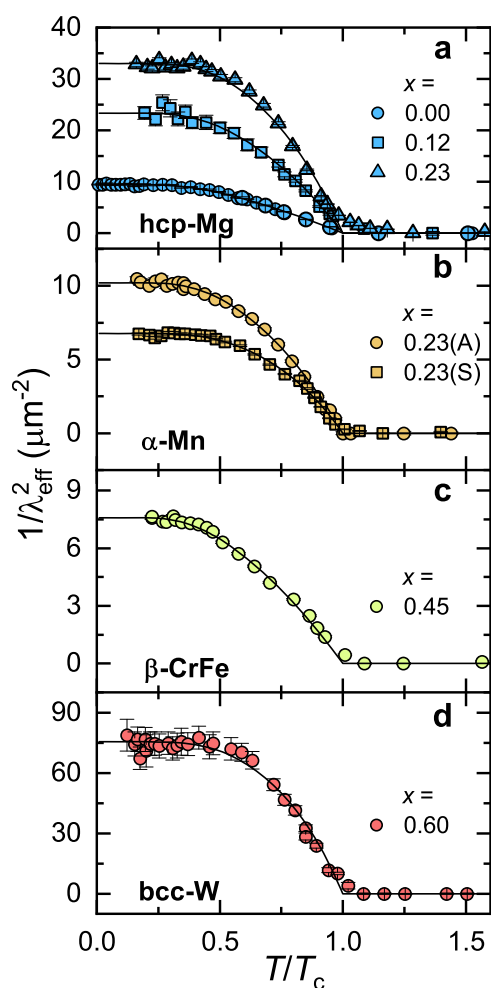 a
40
30
20
10
0
x =
0.00
0.12
0.23
hcp-Mg
b
10
5
0
x =
0.23(A)
0.23(S)
α-Mn
1/λ²eff (μm⁻²)
c
7
3
0
x =
0.45
β-CrFe
d
90
60
30
0
x =
0.60
bcc-W
0.0 0.5 1.0 1.5
T/Tc